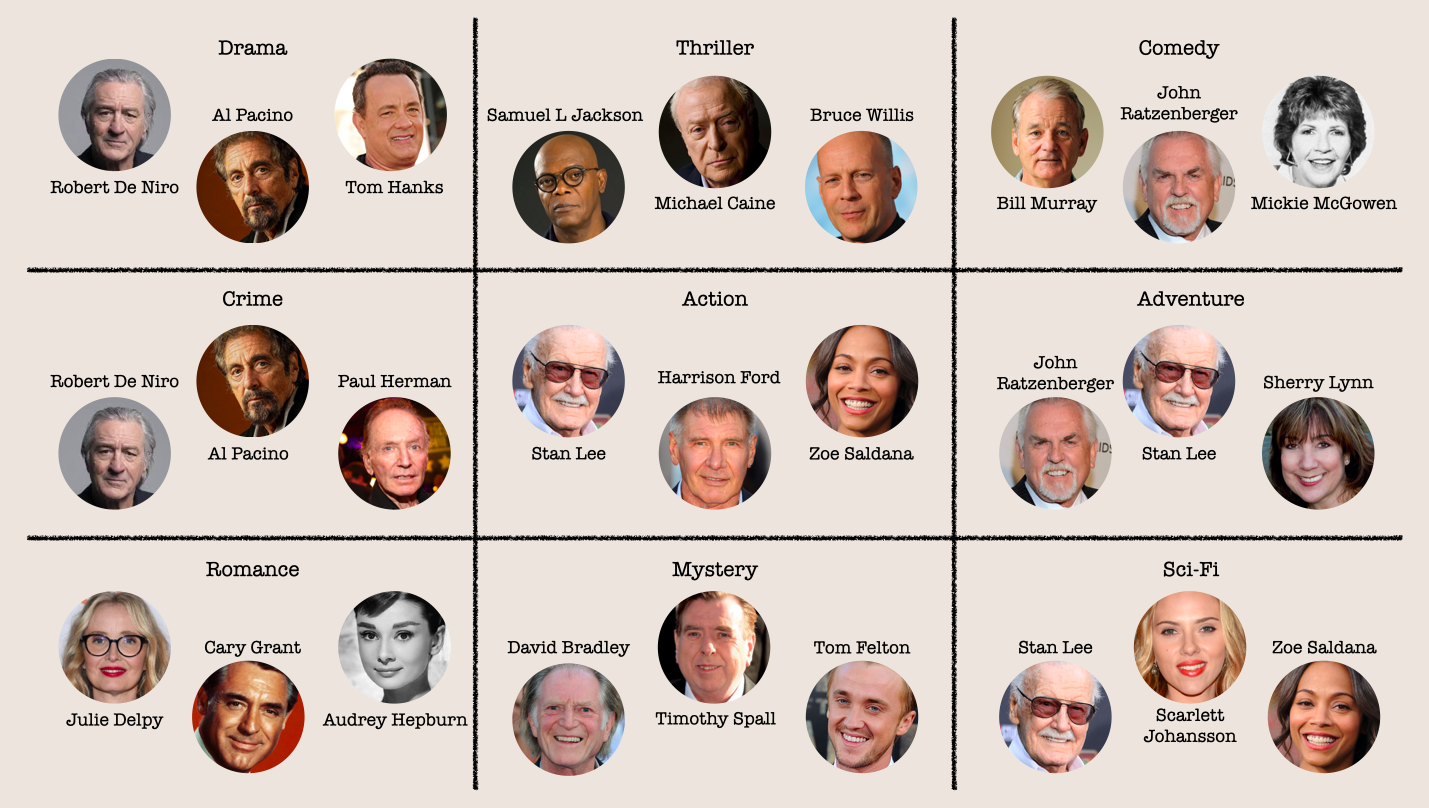 Drama
Al Pacino
Robert De Niro
Tom Hanks
Thriller
Samuel L Jackson
Bruce Willis
Michael Caine
Comedy
John
Ratzenberger
Bill Murray
Mickie McGowen
Crime
Robert De Niro
Paul Herman
Al Pacino
Action
Harrison Ford
Stan Lee
Zoe Saldana
Adventure
John
Ratzenberger
Sherry Lynn
Stan Lee
Romance
Cary Grant
Julie Delpy
Audrey Hepburn
Mystery
David Bradley
Tom Felton
Timothy Spall
Sci-Fi
Stan Lee
Zoe Saldana
Scarlett
Johansson